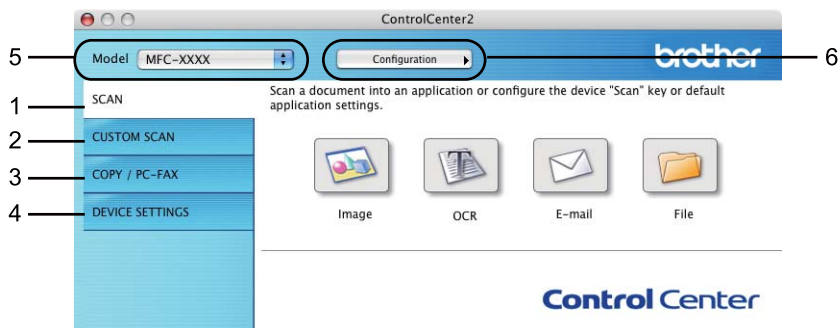 ControlCenter2
5
Model MFC-XXXX
Configuration
brother
6
1
SCAN
Scan a document into an application or configure the device "Scan" key or default
application settings.
2
CUSTOM SCAN
3
COPY / PC-FAX
4
DEVICE SETTINGS
Image
OCR
E-mail
File
Control Center